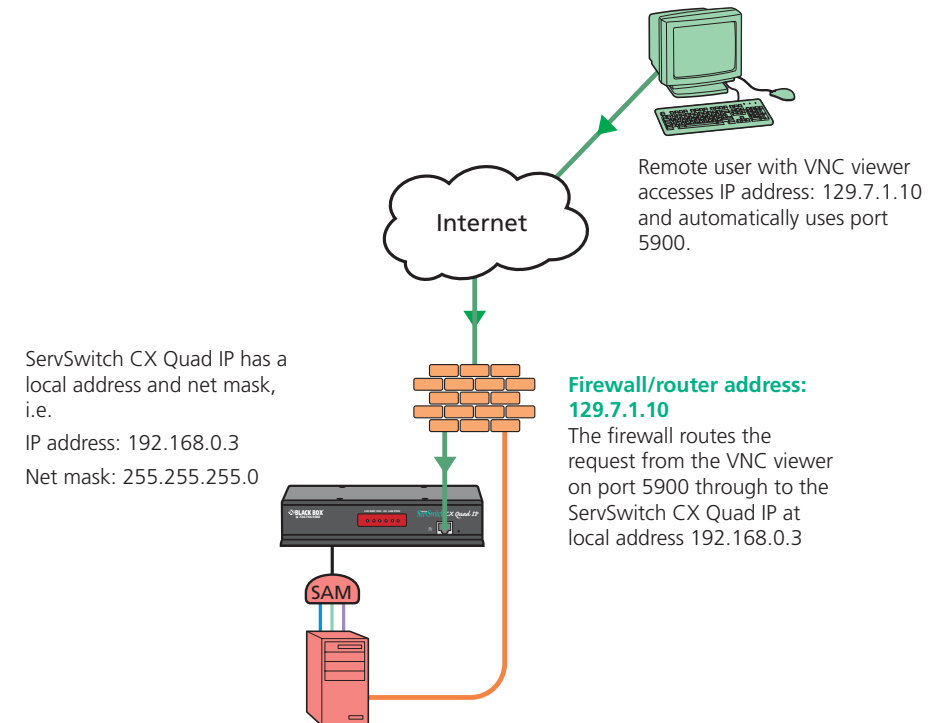 Remote user with VNC viewer
accesses IP address: 129.7.1.10
and automatically uses port
5900.
Internet
ServSwitch CX Quad IP has a
local address and net mask,
i.e.
IP address: 192.168.0.3
Net mask: 255.255.255.0
Firewall/router address:
129.7.1.10
The firewall routes the
request from the VNC viewer
on port 5900 through to the
ServSwitch CX Quad IP at
local address 192.168.0.3
BLACK BOX
ServSwitch CX Quad IP
SAM